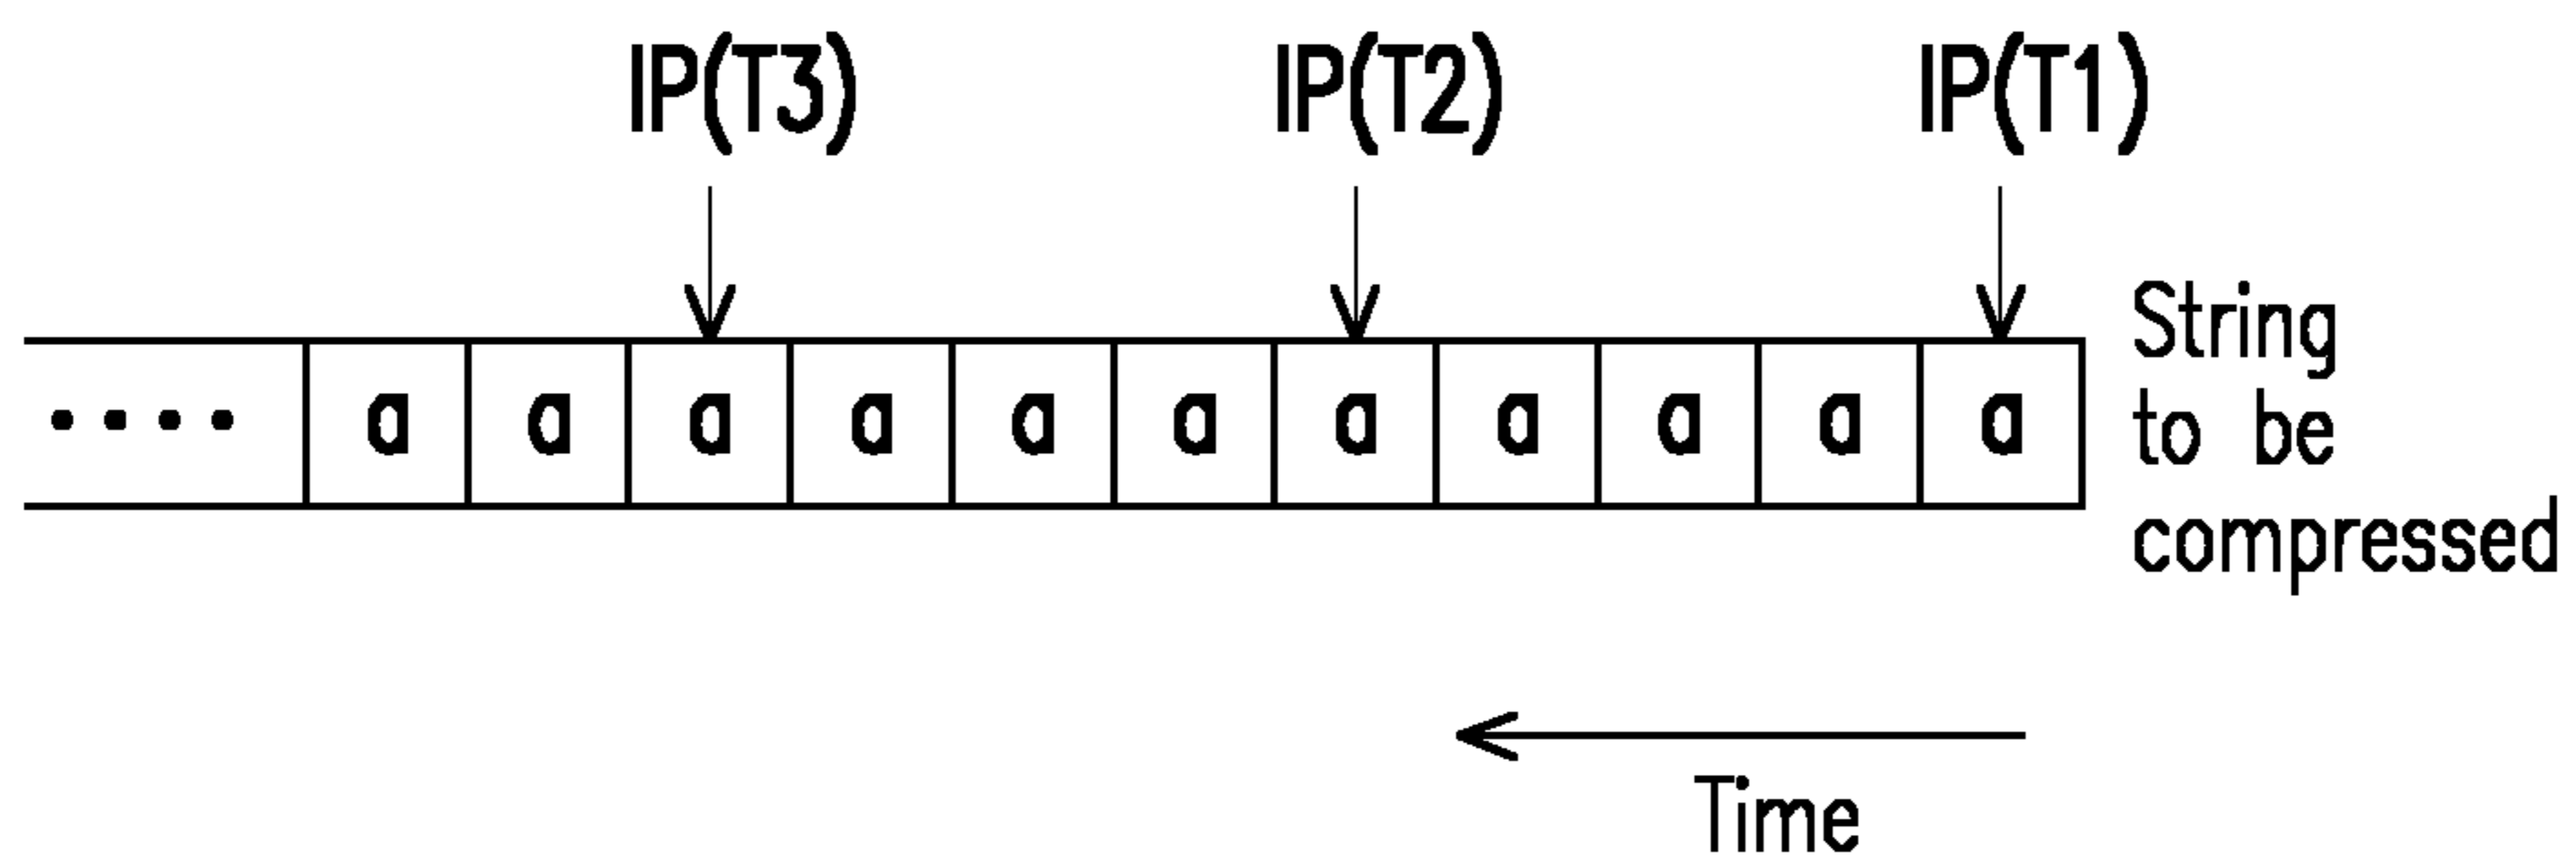 IP(T3) IP(T2) IP(T1)
.... a a a a a a a a a a a
String
to be
compressed
Time